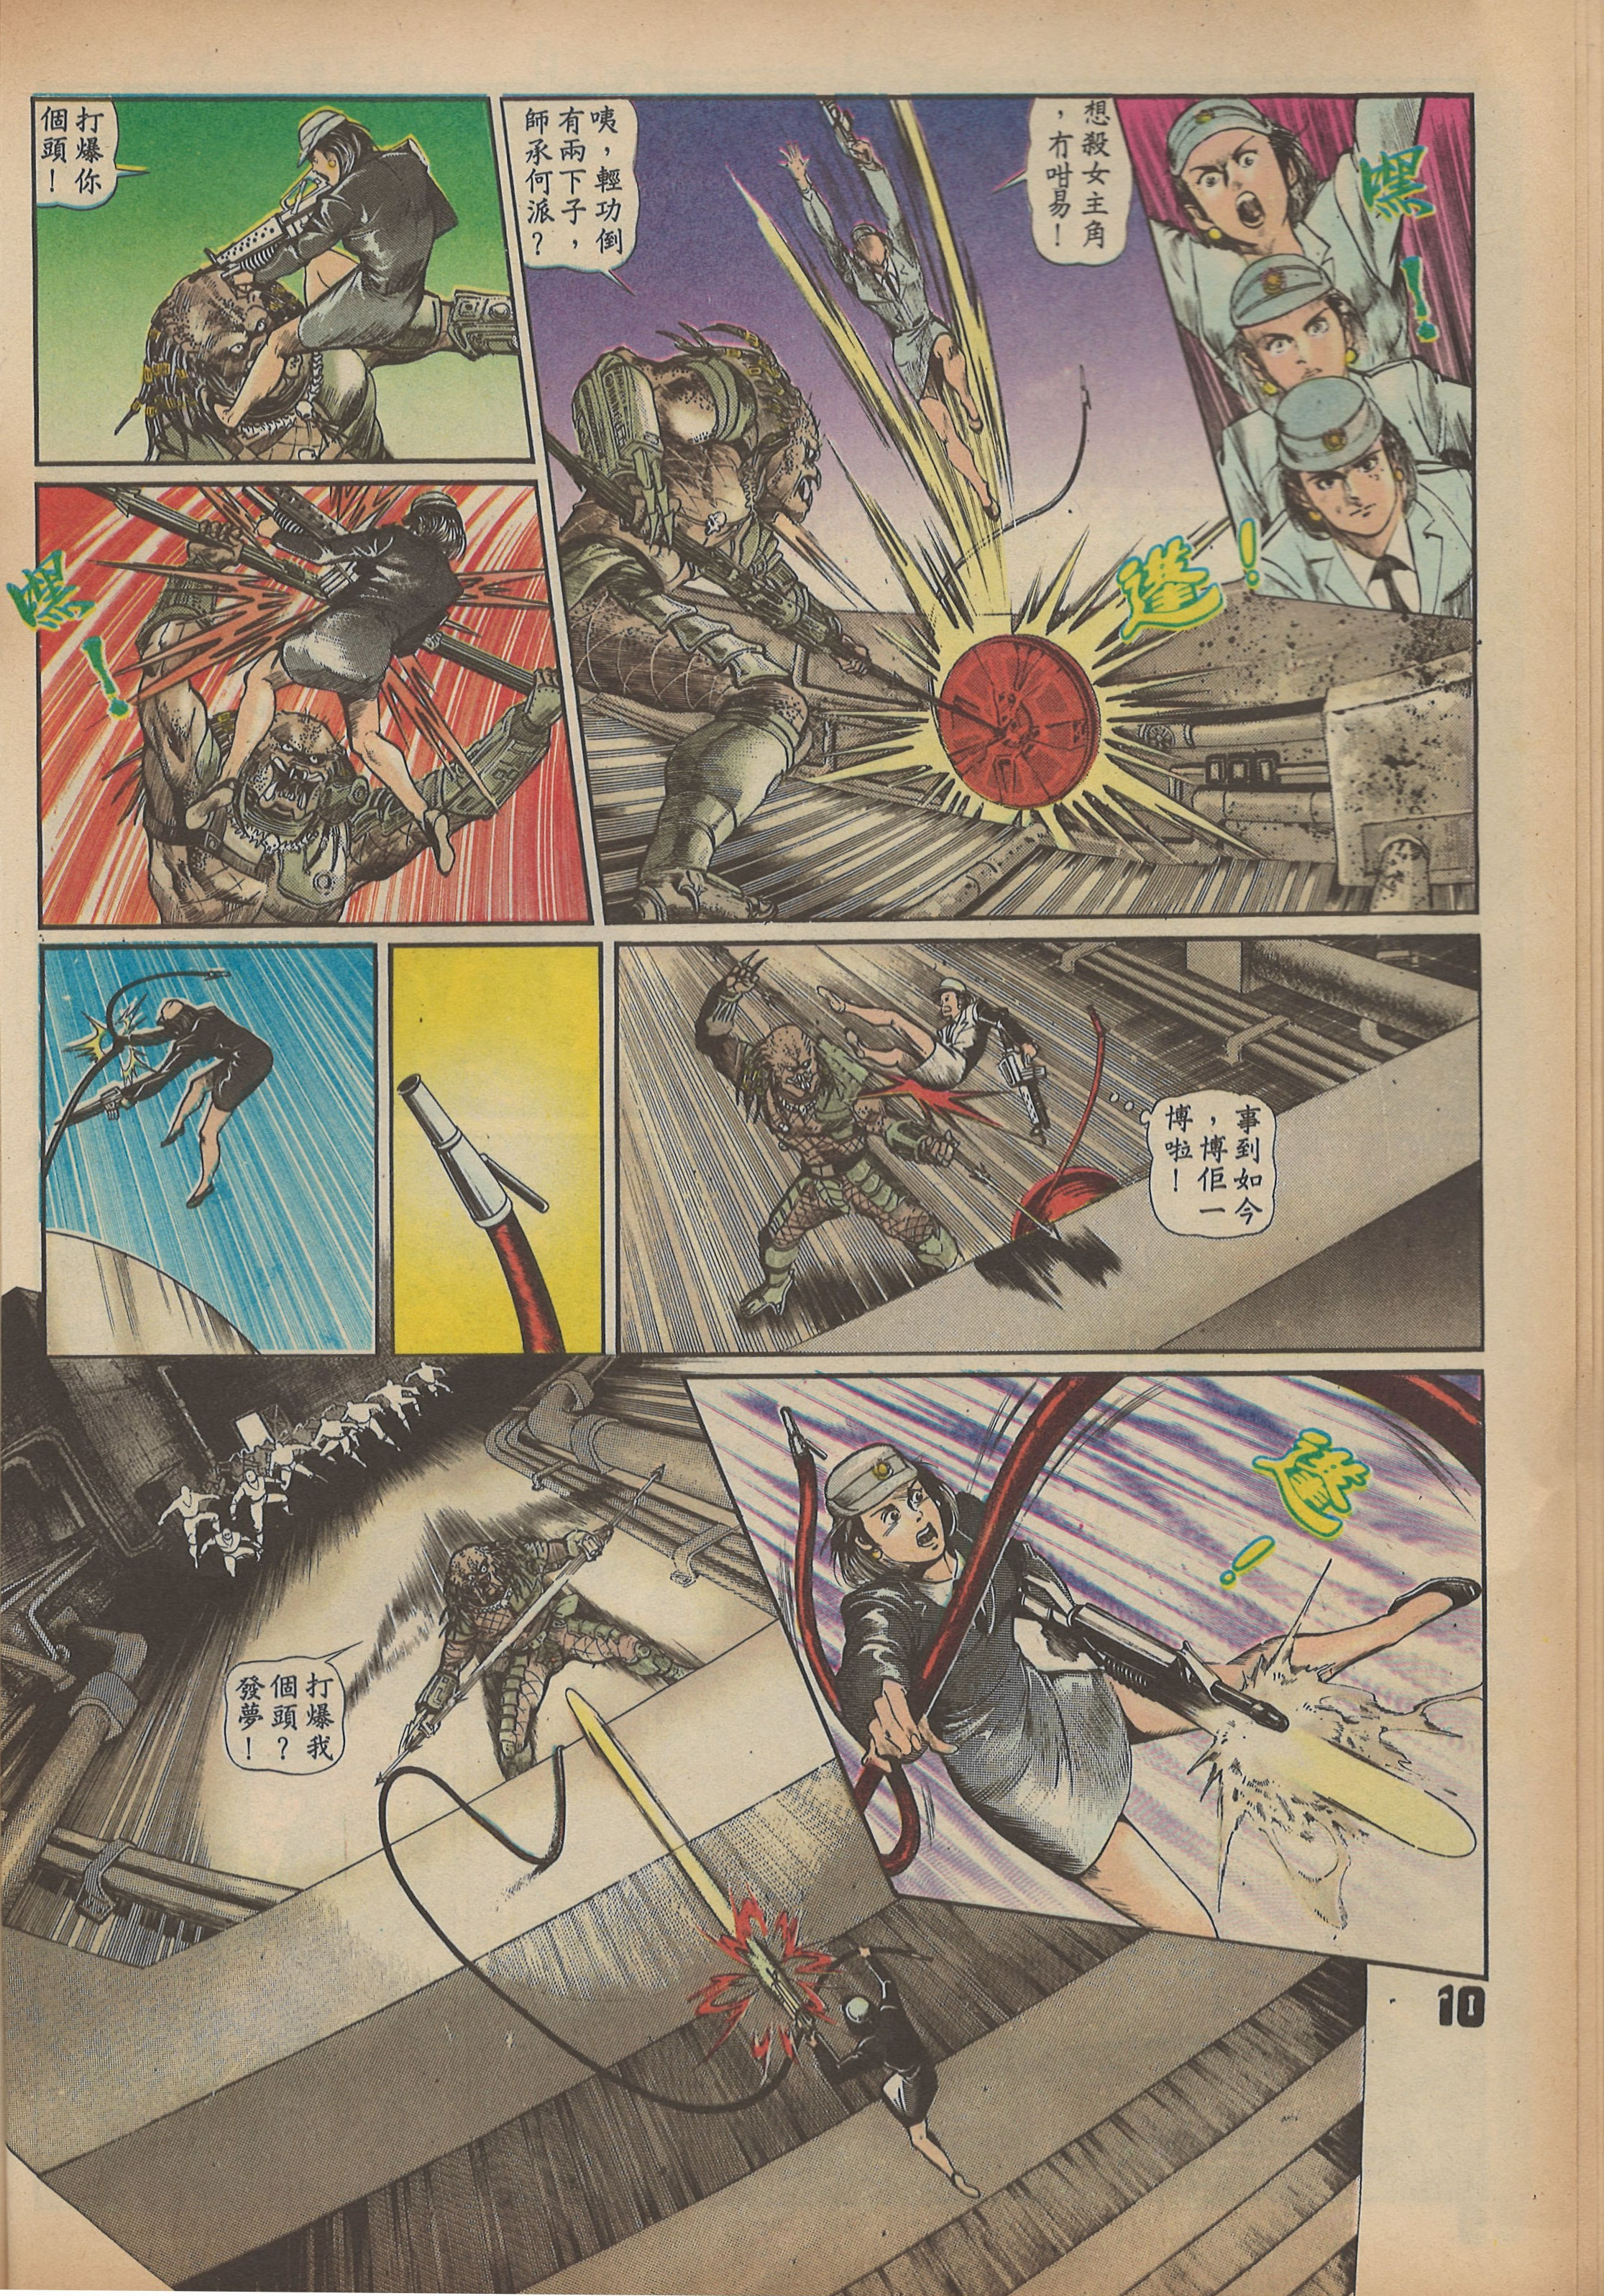 嘿！
想殺女主角
，冇咁易！
咦，輕功倒
有兩下子，
師承何派？
蓬！
打爆你
個頭！
嘿！
事到如今
，博佢一
博啦！
蓬！
打爆我
個頭？
發夢！
10